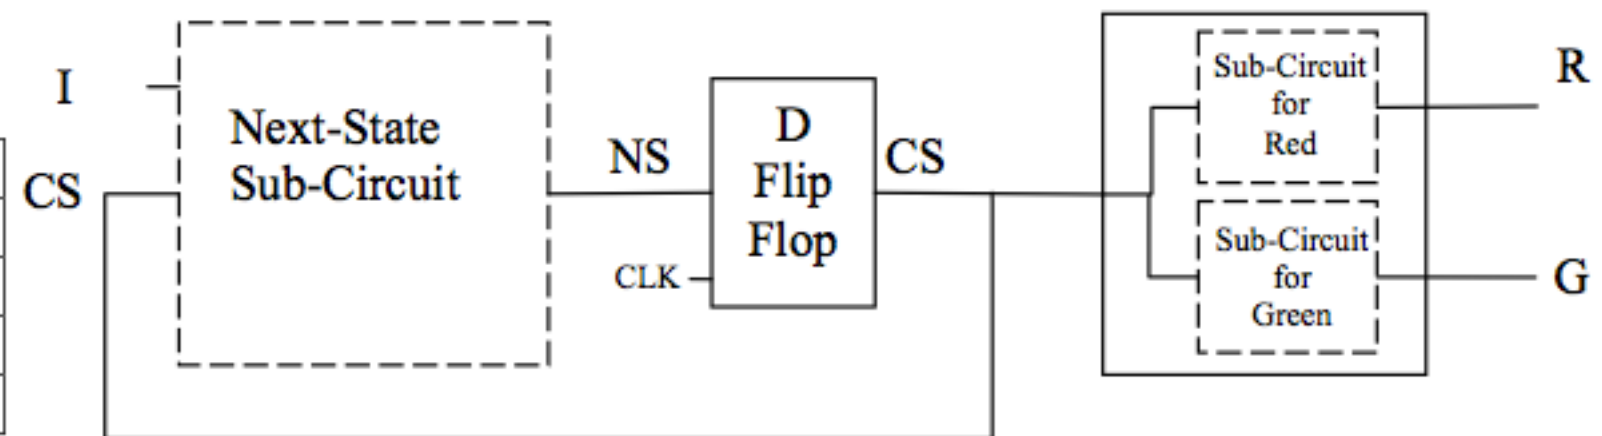 I
CS
Next-State
Sub-Circuit
NS
D
Flip
Flop
CLK
CS
Sub-Circuit
for
Red
Sub-Circuit
for
Green
R
G